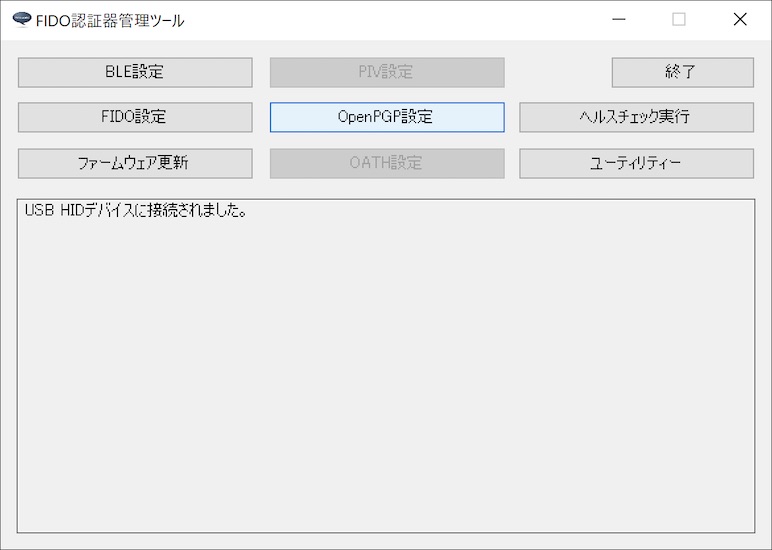 FIDO認証器管理ツール
BLE設定
PIV設定
終了
FIDO設定
OpenPGP設定
ヘルスチェック実行
ファームウェア更新
OATH設定
ユーティリティー
USB HIDデバイスに接続されました。